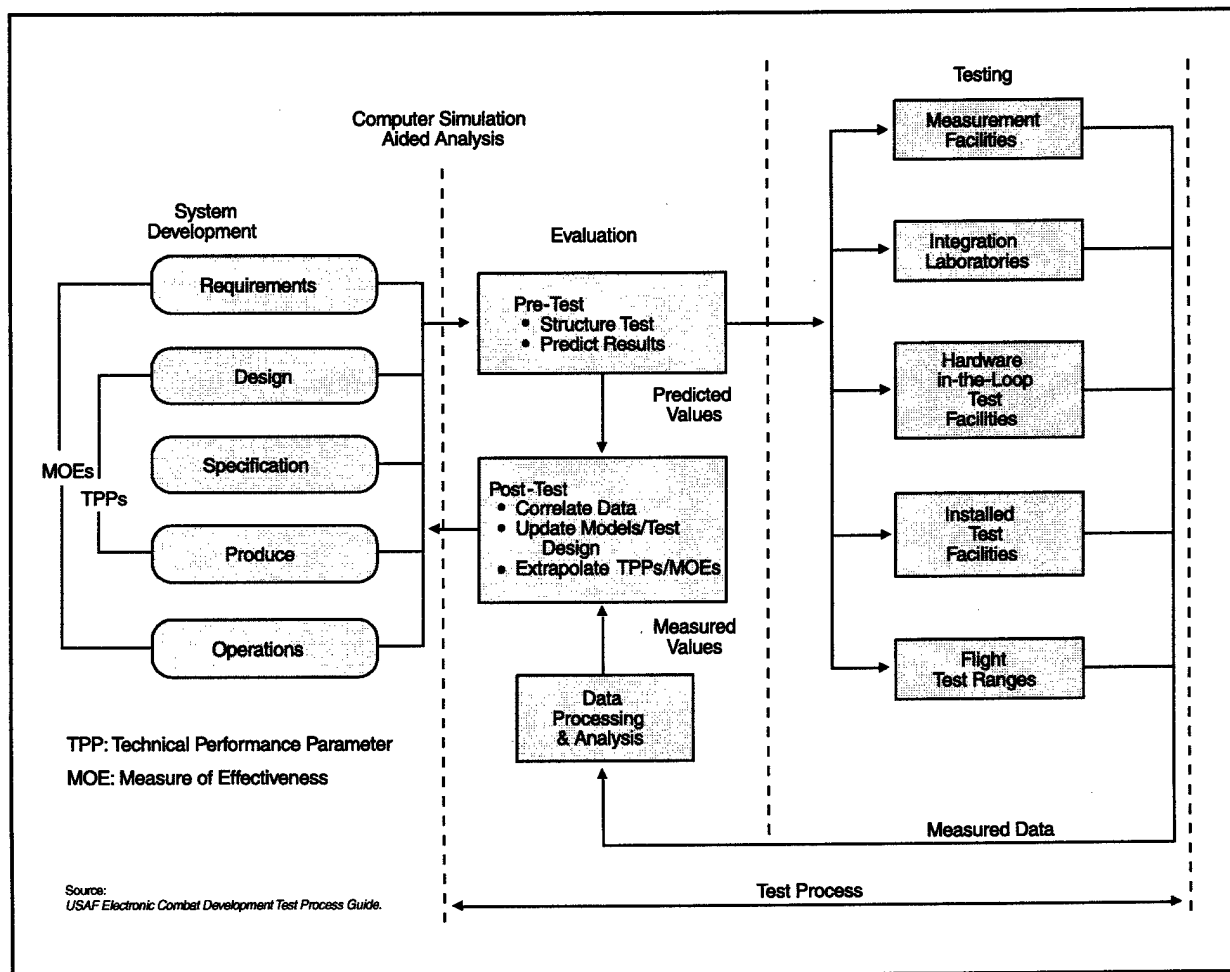 Computer Simulation
Aided Analysis
System
Development
Requirements
Design
Specification
Produce
Operations
MOEs
TPPs
TPP: Technical Performance Parameter
MOE: Measure of Effectiveness
Source:
USAF Electronic Combat Development Test Process Guide.
Evaluation
Pre-Test
• Structure Test
• Predict Results
Predicted
Values
Post-Test
• Correlate Data
• Update Models/Test
Design
• Extrapolate TPPs/MOEs
Measured
Values
Data
Processing
& Analysis
Testing
Measurement
Facilities
Integration
Laboratories
Hardware
in-the-Loop
Test
Facilities
Installed
Test
Facilities
Flight
Test Ranges
Measured Data
Test Process